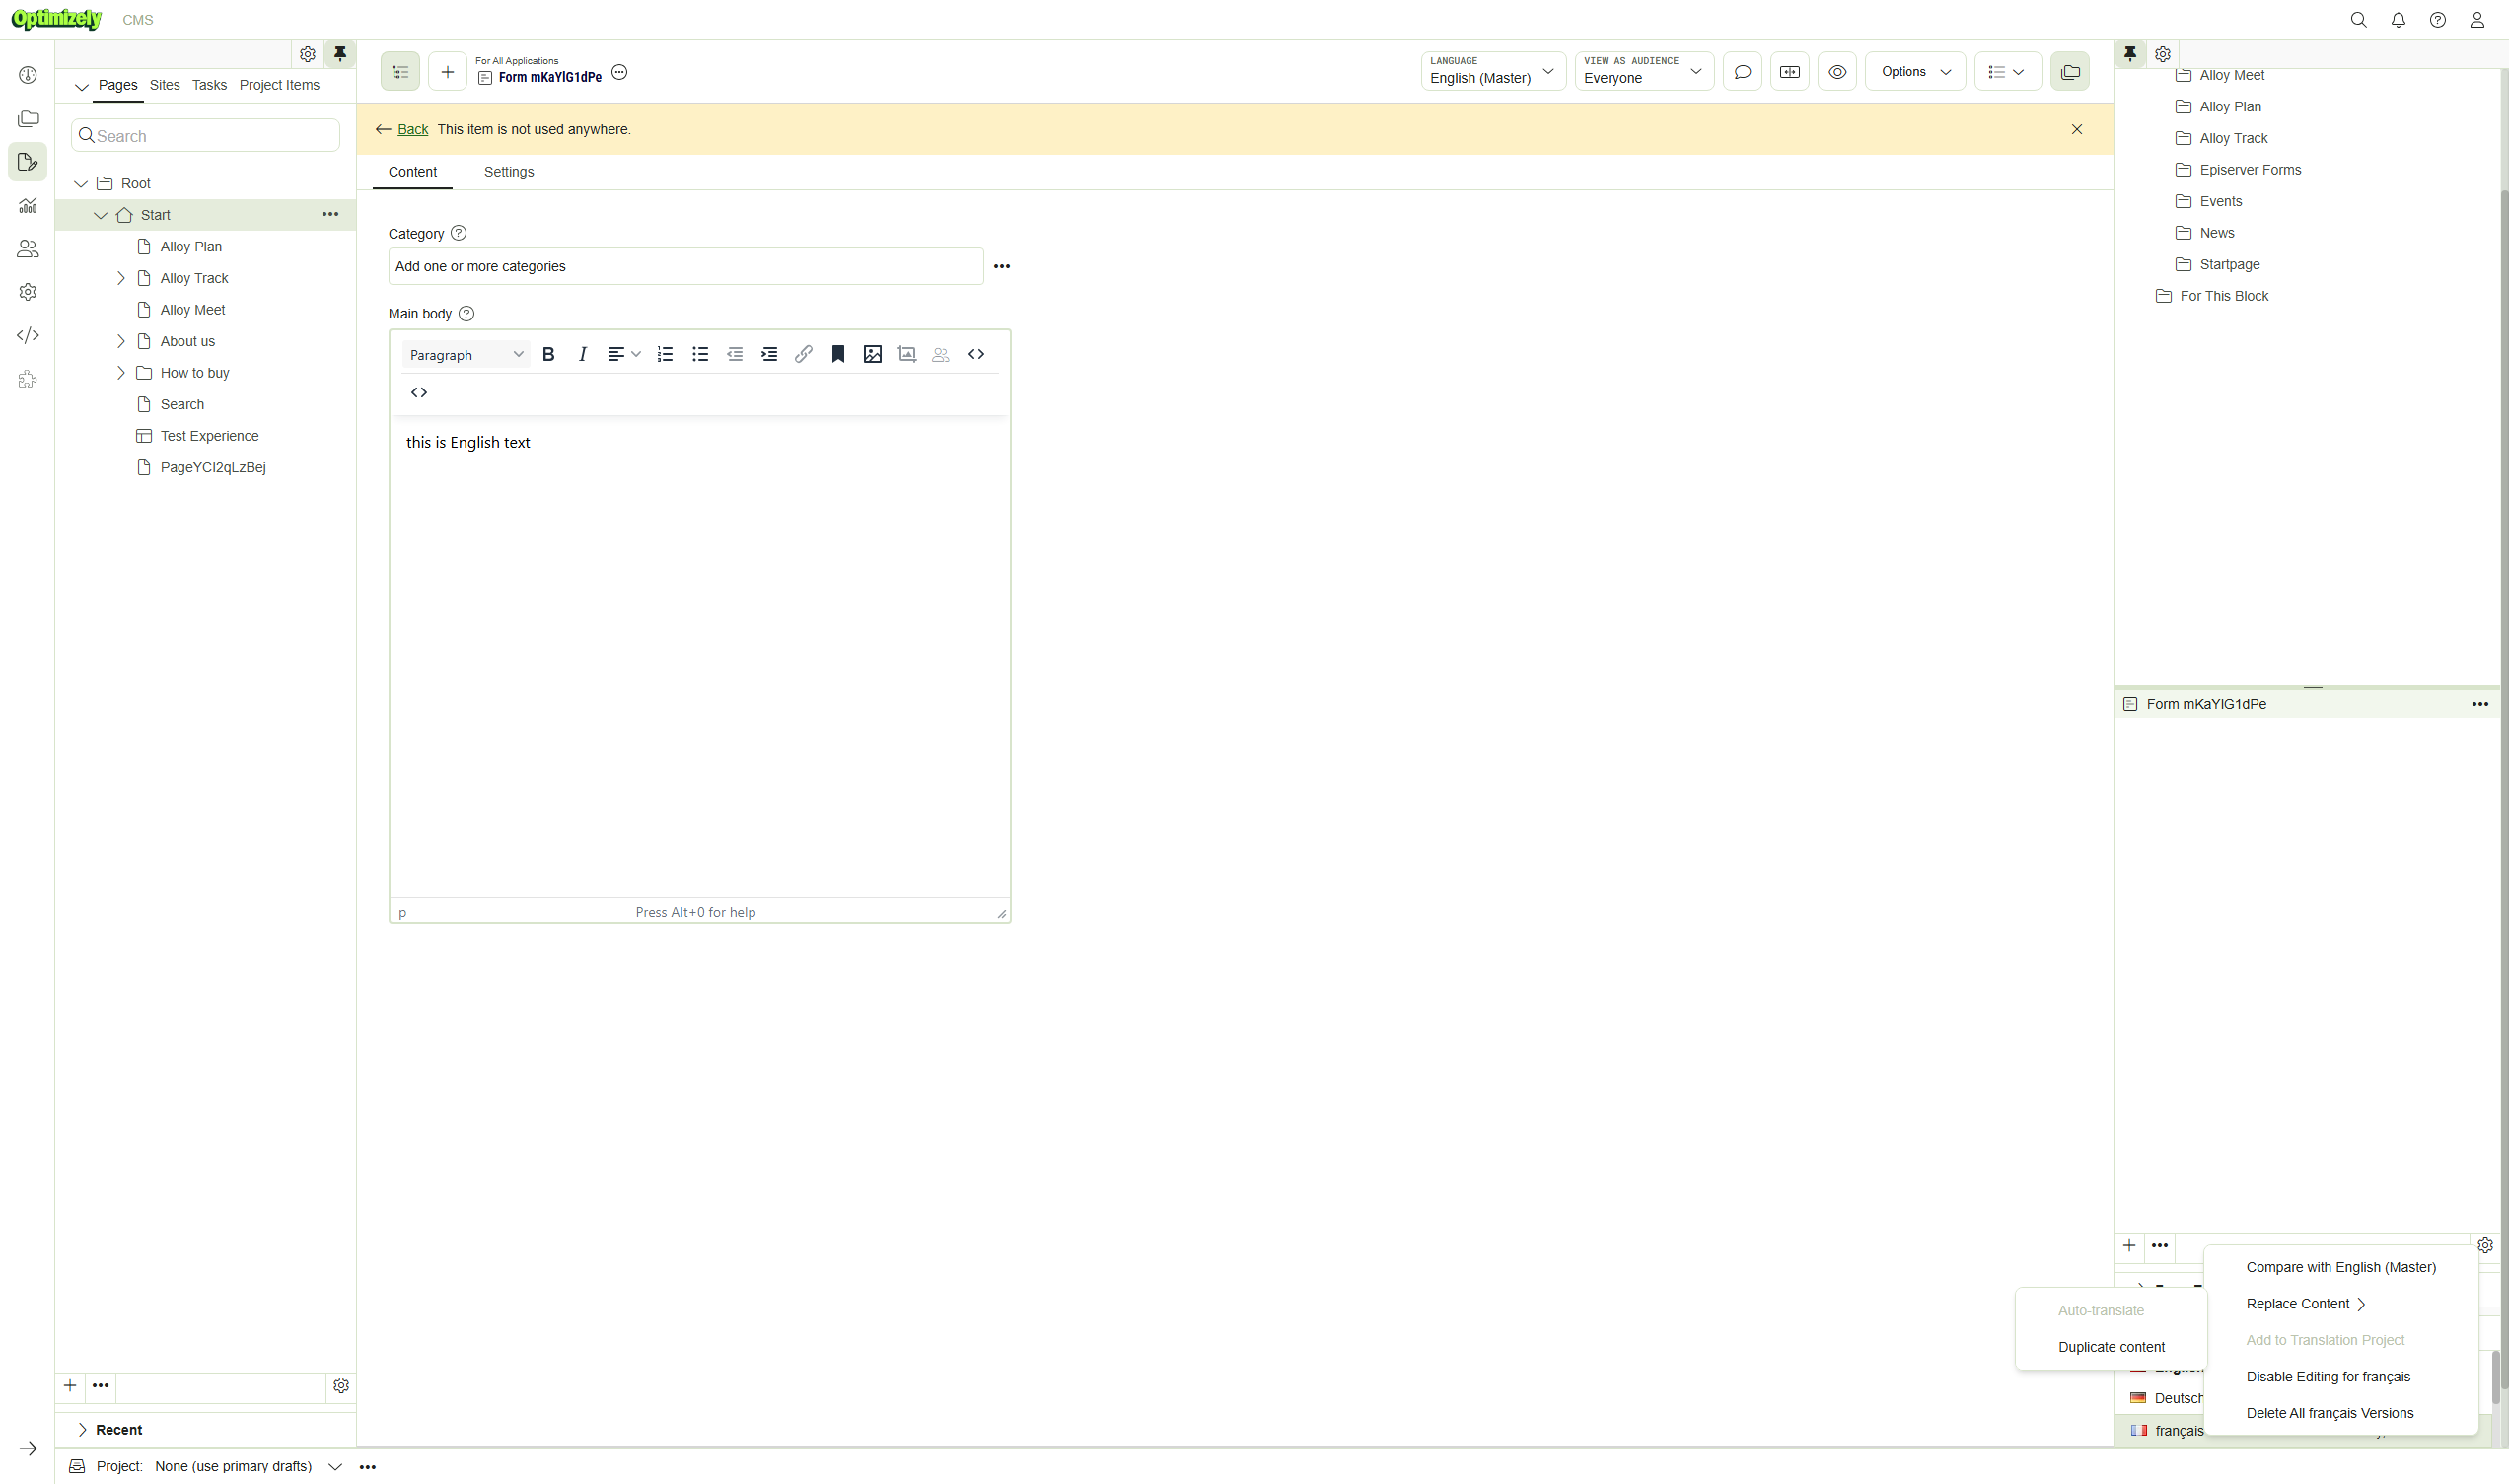 Optimizely CMS
Pages Sites Tasks Project Items
Search
Root
Start
Alloy Plan
Alloy Track
Alloy Meet
About us
How to buy
Search
Test Experience
PageYCI2qLzBej
Recent
Project: None (use primary drafts)
For All Applications
Form mKaYlG1dPe
LANGUAGE
English (Master)
VIEW AS AUDIENCE
Everyone
Options
Back This item is not used anywhere.
Content Settings
Category
Add one or more categories
Main body
Paragraph
this is English text
p Press Alt+0 for help
Alloy Meet
Alloy Plan
Alloy Track
Episerver Forms
Events
News
Startpage
For This Block
Form mKaYlG1dPe
Compare with English (Master)
Replace Content
Add to Translation Project
Disable Editing for français
Delete All français Versions
Auto-translate
Duplicate content
Deutsch
français